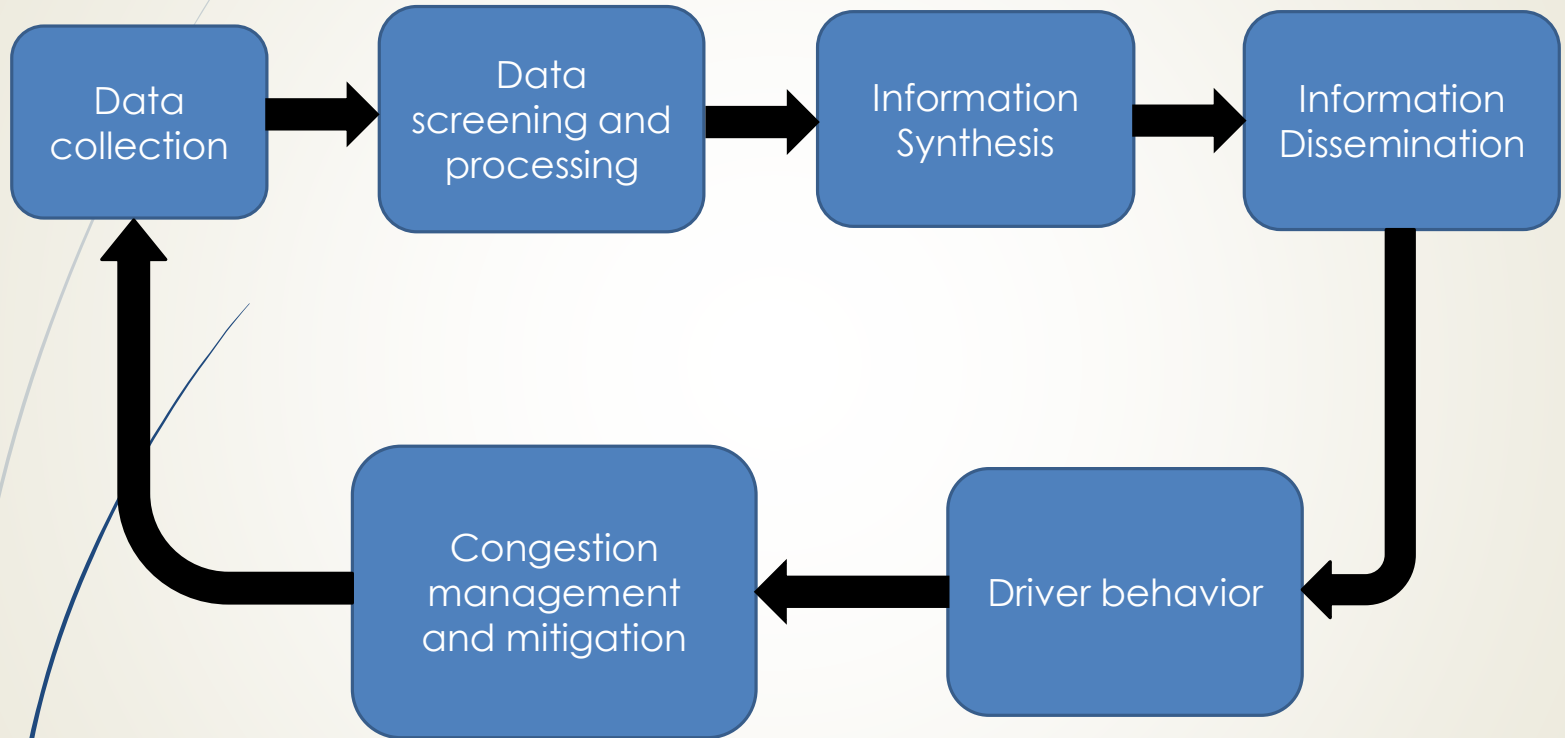 Data
collection
Data
screening and
processing
Information
Synthesis
Information
Dissemination
Congestion
management
and mitigation
Driver behavior